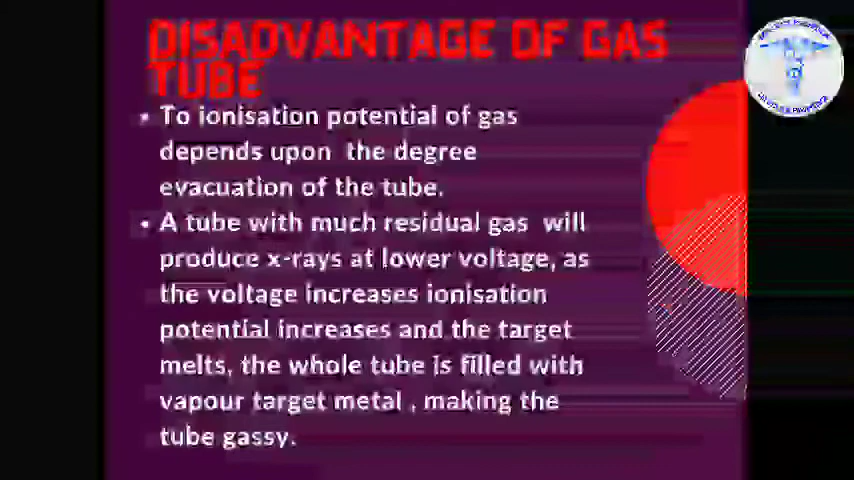 DISADVANTAGE OF GAS
TUBE
• To ionisation potential of gas
depends upon the degree
evacuation of the tube.
• A tube with much residual gas will
produce x-rays at lower voltage, as
the voltage increases ionisation
potential increases and the target
melts, the whole tube is filled with
vapour target metal , making the
tube gassy.